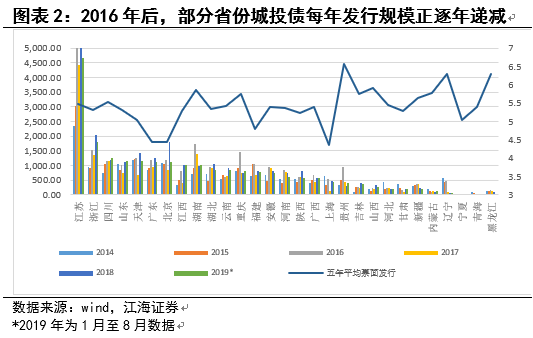 图表2：2016年后，部分省份城投债每年发行规模正逐年递减
5,000.00
4,500.00
4,000.00
3,500.00
3,000.00
2,500.00
2,000.00
1,500.00
1,000.00
500.00
0.00
7
6.5
6
5.5
5
4.5
4
3.5
3
江苏
浙江
四川
山东
天津
广东
北京
江西
湖南
湖北
云南
重庆
福建
安徽
河南
陕西
广西
上海
贵州
吉林
山西
河北
甘肃
新疆
内蒙古
辽宁
宁夏
青海
黑龙江
2014 2015 2016 2017
2018 2019* 五年平均票面发行
数据来源：wind，江海证券
*2019年为1月至8月数据